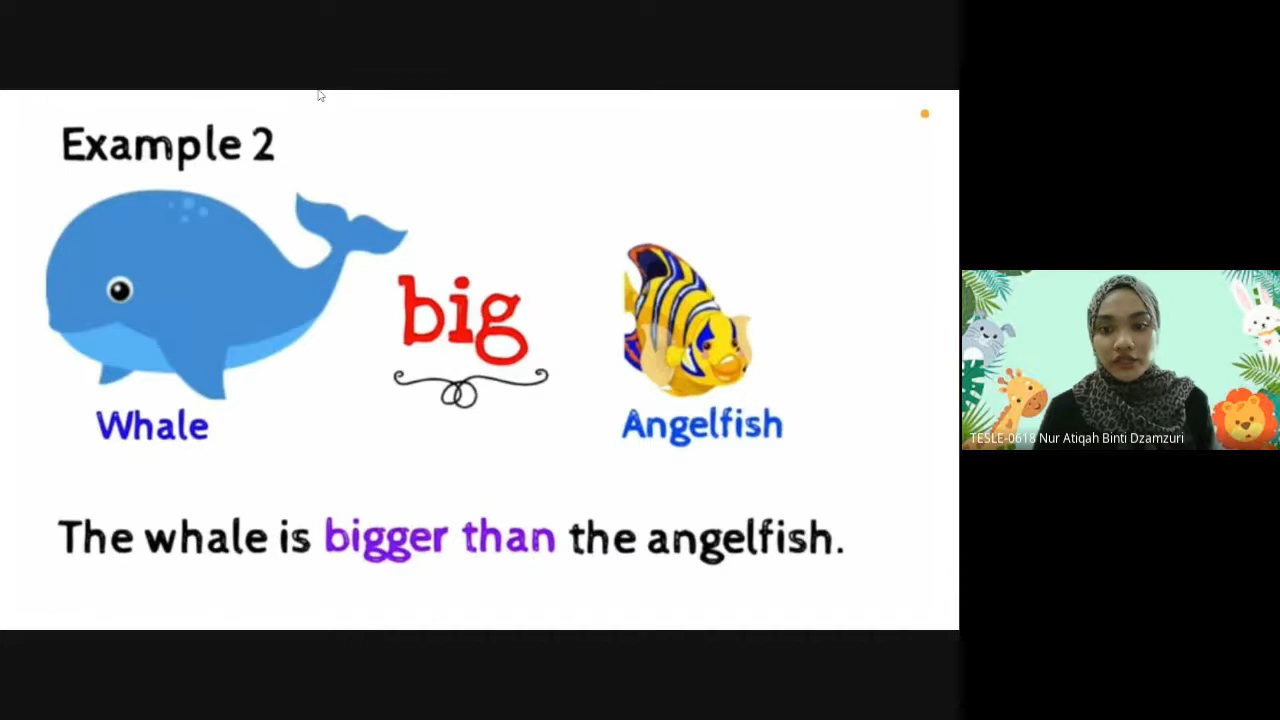 Example 2
big
Whale
Angelfish
The whale is bigger than the angelfish.
TESLE-0618 Nur Atiqah Binti Dzamzuri